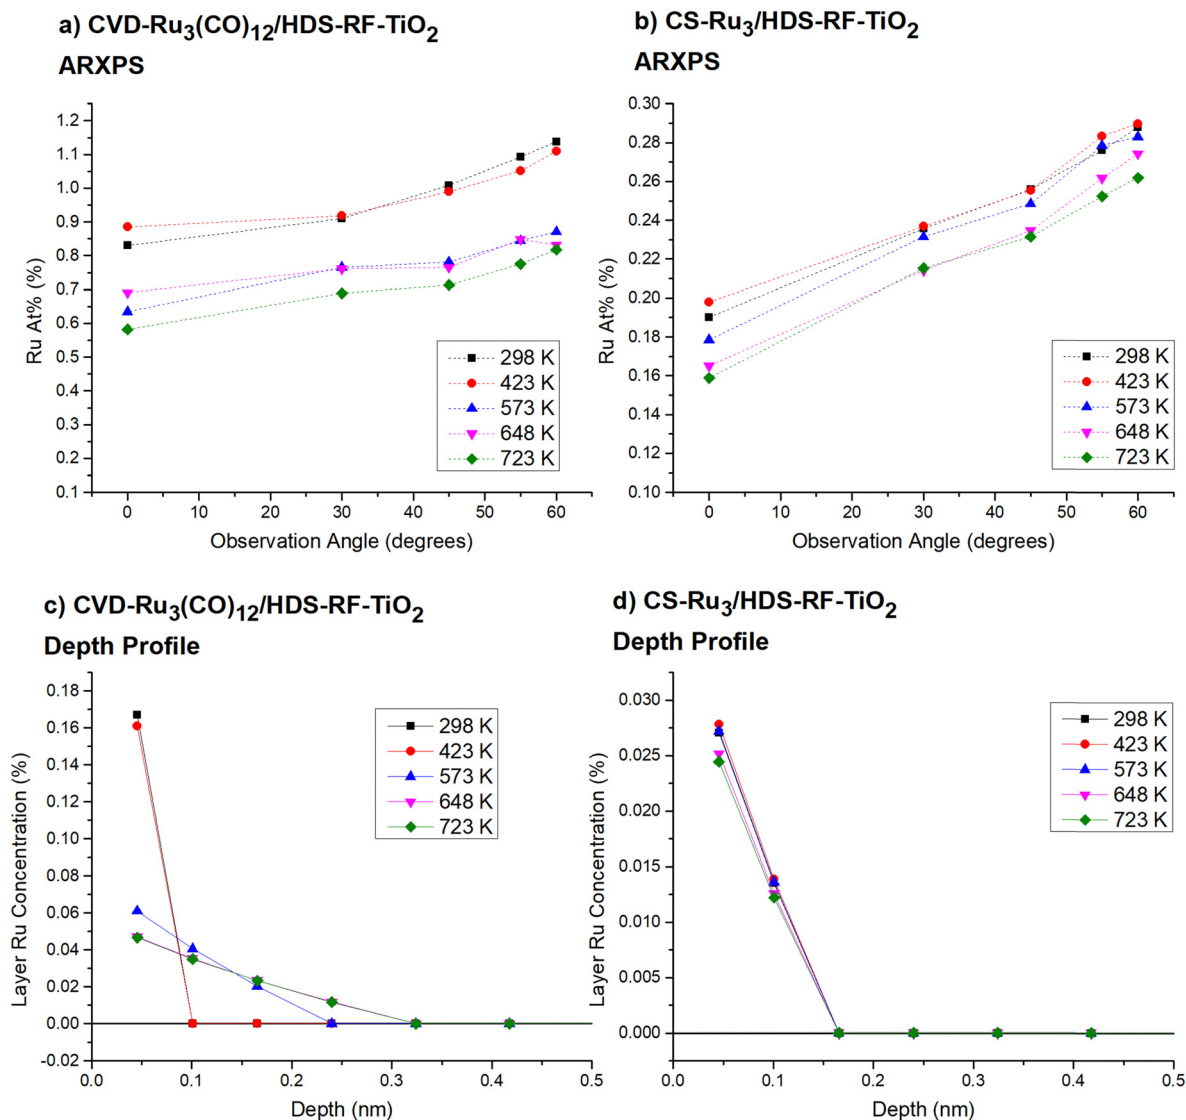 a) CVD-Ru3(CO)12/HDS-RF-TiO2
ARXPS
1.2
1.1
1.0
0.9
0.8
0.7
0.6
0.5
0.4
0.3
0.2
0.1
Ru At% (%)
298 K
423 K
573 K
648 K
723 K
0 10 20 30 40 50 60
Observation Angle (degrees)
b) CS-Ru3/HDS-RF-TiO2
ARXPS
0.30
0.28
0.26
0.24
0.22
0.20
0.18
0.16
0.14
0.12
0.10
Ru At% (%)
298 K
423 K
573 K
648 K
723 K
0 10 20 30 40 50 60
Observation Angle (degrees)
c) CVD-Ru3(CO)12/HDS-RF-TiO2
Depth Profile
0.18
0.16
0.14
0.12
0.10
0.08
0.06
0.04
0.02
0.00
-0.02
Layer Ru Concentration (%)
298 K
423 K
573 K
648 K
723 K
0.0 0.1 0.2 0.3 0.4 0.5
Depth (nm)
d) CS-Ru3/HDS-RF-TiO2
Depth Profile
0.030
0.025
0.020
0.015
0.010
0.005
0.000
Layer Ru Concentration (%)
298 K
423 K
573 K
648 K
723 K
0.0 0.1 0.2 0.3 0.4 0.5
Depth (nm)